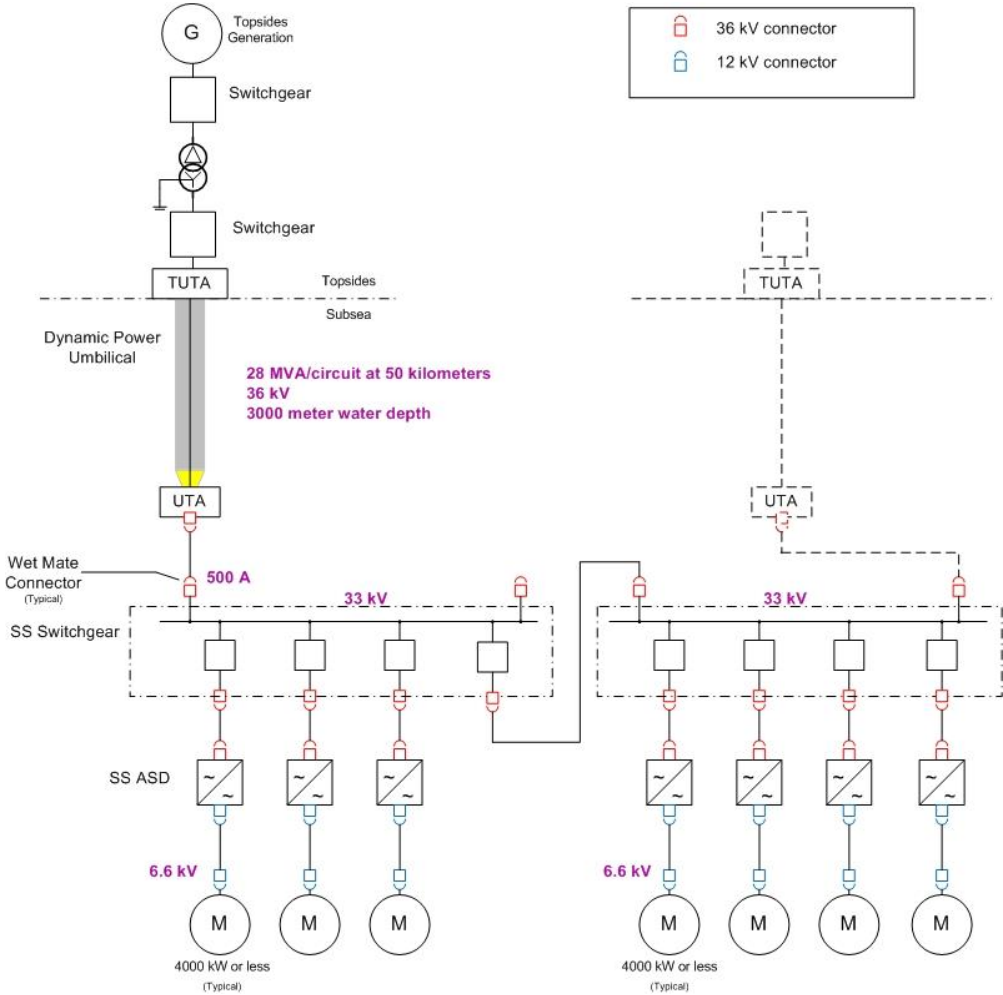 G
Topsides
Generation
36 kV connector
12 kV connector
Switchgear
Switchgear
TUTA
Topsides
TUTA
Subsea
Dynamic Power
Umbilical
28 MVA/circuit at 50 kilometers
36 kV
3000 meter water depth
UTA
UTA
Wet Mate
Connector
(Typical)
500 A
33 kV
33 kV
SS Switchgear
SS ASD
~ ~
~ ~
~ ~
~ ~
~ ~
~ ~
~ ~
6.6 kV
6.6 kV
M
M
M
M
M
M
M
4000 kW or less
(Typical)
4000 kW or less
(Typical)